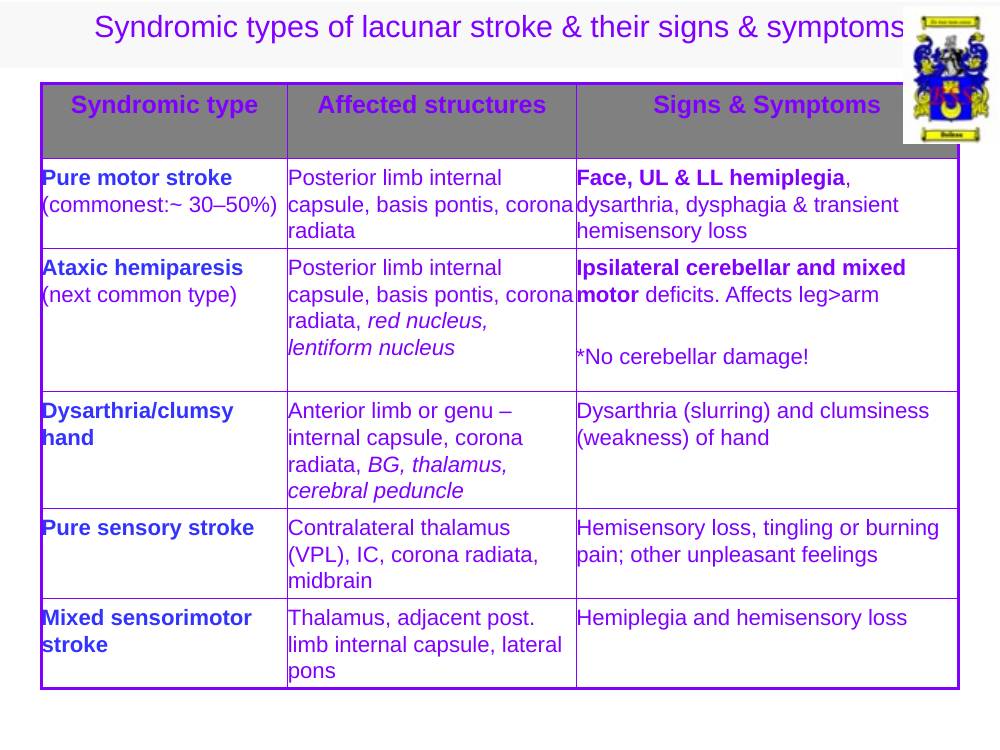 Syndromic types of lacunar stroke & their signs & symptoms
Syndromic type
Affected structures
Signs & Symptoms
Pure motor stroke
(commonest:~ 30–50%)
Posterior limb internal
capsule, basis pontis, corona
radiata
Face, UL & LL hemiplegia,
dysarthria, dysphagia & transient
hemisensory loss
Ataxic hemiparesis
(next common type)
Posterior limb internal
capsule, basis pontis, corona
radiata, red nucleus,
lentiform nucleus
Ipsilateral cerebellar and mixed
motor deficits. Affects leg>arm
*No cerebellar damage!
Dysarthria/clumsy
hand
Anterior limb or genu –
internal capsule, corona
radiata, BG, thalamus,
cerebral peduncle
Dysarthria (slurring) and clumsiness
(weakness) of hand
Pure sensory stroke
Contralateral thalamus
(VPL), IC, corona radiata,
midbrain
Hemisensory loss, tingling or burning
pain; other unpleasant feelings
Mixed sensorimotor
stroke
Thalamus, adjacent post.
limb internal capsule, lateral
pons
Hemiplegia and hemisensory loss